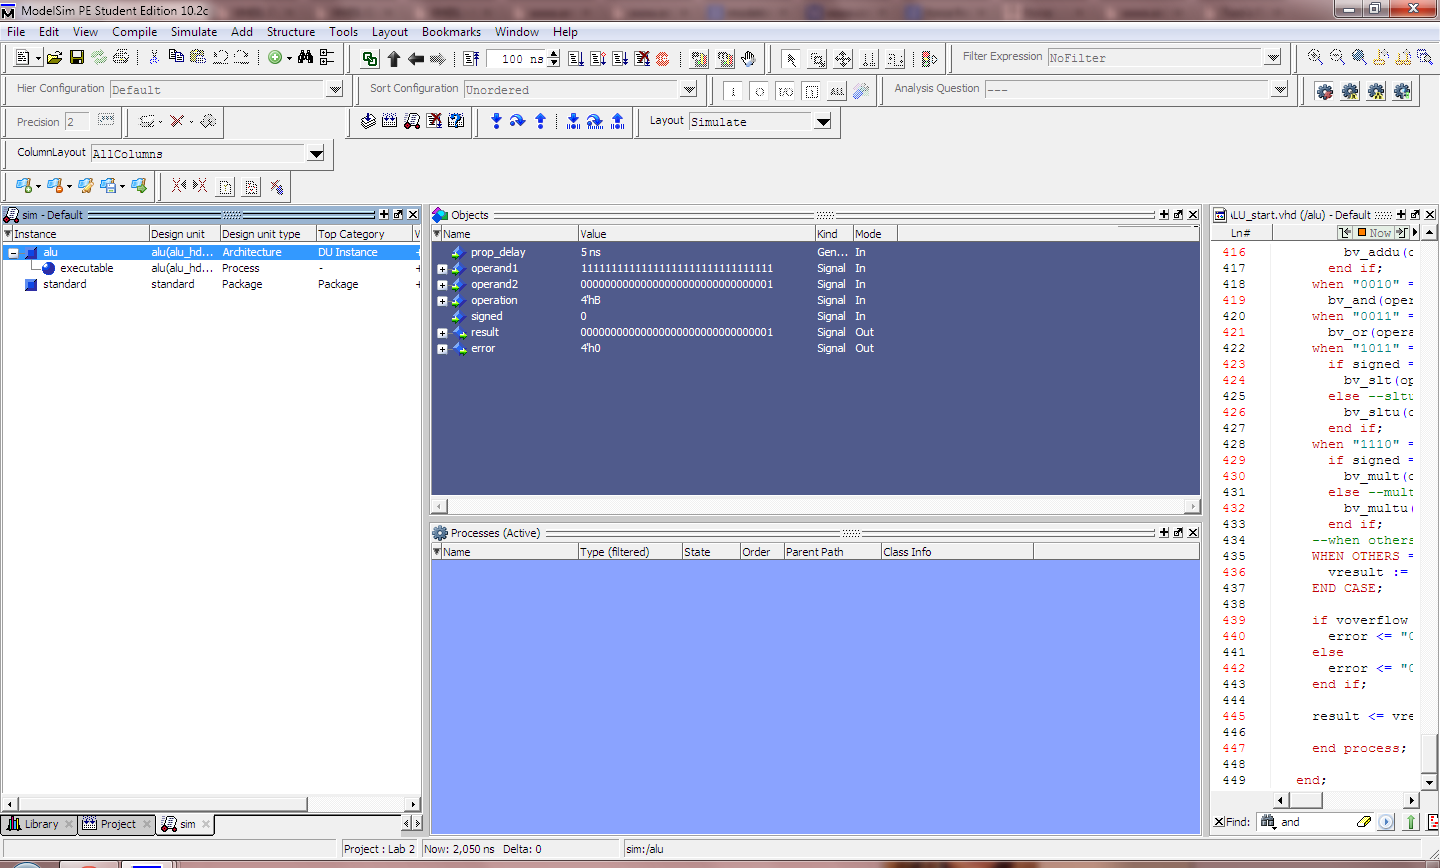 ModelSim PE Student Edition 10.2c
File Edit View Compile Simulate Add Structure Tools Layout Bookmarks Window Help
100 ns
Filter Expression NoFilter
Hier Configuration Default
Sort Configuration Unordered
Analysis Question ---
Precision 2
Layout Simulate
ColumnLayout AllColumns
sim - Default
Instance Design unit Design unit type Top Category V
alu alu(alu_hd... Architecture DU Instance
executable alu(alu_hd... Process -
standard standard Package Package
Library Project sim
Objects
Name Value Kind Mode
prop_delay 5 ns Gen... In
operand1 11111111111111111111111111111111 Signal In
operand2 00000000000000000000000000000001 Signal In
operation 4'hB Signal In
signed 0 Signal In
result 00000000000000000000000000000001 Signal Out
error 4'h0 Signal Out
Processes (Active)
Name Type (filtered) State Order Parent Path Class Info
LU_start.vhd (/alu) - Default
Ln# Now
416 bv_addu(
417 end if;
418 when "0010" =
419 bv_and(oper
420 when "0011" =
421 bv_or(opera
422 when "1011" =
423 if signed =
424 bv_slt(op
425 else --sltu
426 bv_sltu(
427 end if;
428 when "1110" =
429 if signed =
430 bv_mult(
431 else --mult
432 bv_multu(
433 end if;
434 --when others
435 WHEN OTHERS =
436 vresult :=
437 END CASE;
438
439 if voverflow
440 error <= "0
441 else
442 error <= "0
443 end if;
444
445 result <= vre
446
447 end process;
448
449 end;
Find: and
Project : Lab 2 Now: 2,050 ns Delta: 0 sim:/alu